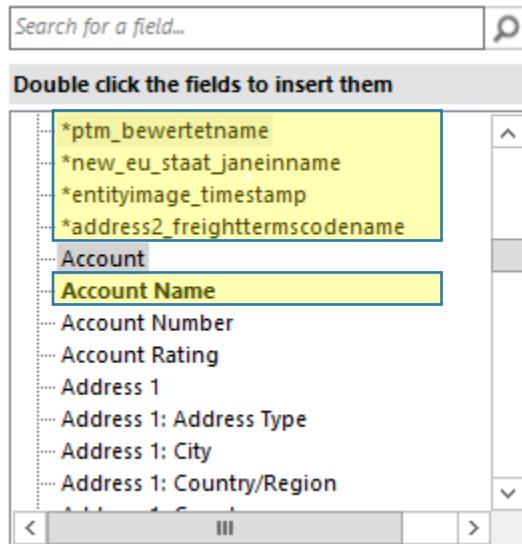 Search for a field...
Double click the fields to insert them
*ptm_bewertetname
*new_eu_staat_janeinname
*entityimage_timestamp
*address2_freighttermscodename
Account
Account Name
Account Number
Account Rating
Address 1
Address 1: Address Type
Address 1: City
Address 1: Country/Region